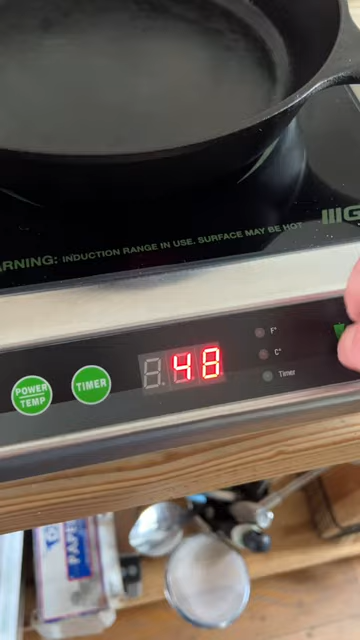 ARNING: INDUCTION RANGE IN USE. SURFACE MAY BE HOT
POWER
TEMP
TIMER
48
F°
C°
Timer